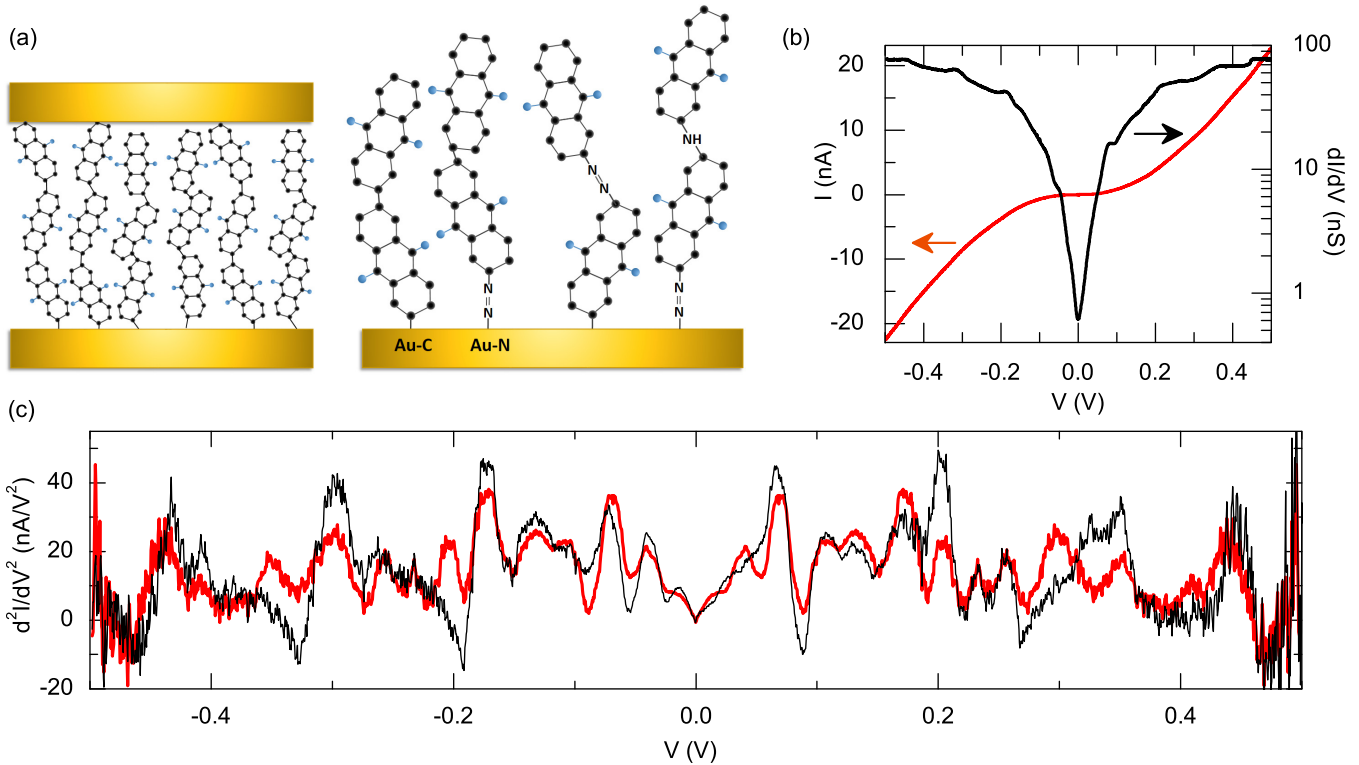 (a)
N
N
NH
N
N
N
N
Au-C
Au-N
(b)
20
10
0
-10
-20
I (nA)
100
10
1
dI/dV (nS)
-0.4
-0.2
0.0
0.2
0.4
V (V)
(c)
40
20
0
-20
d²I/dV² (nA/V²)
-0.4
-0.2
0.0
0.2
0.4
V (V)